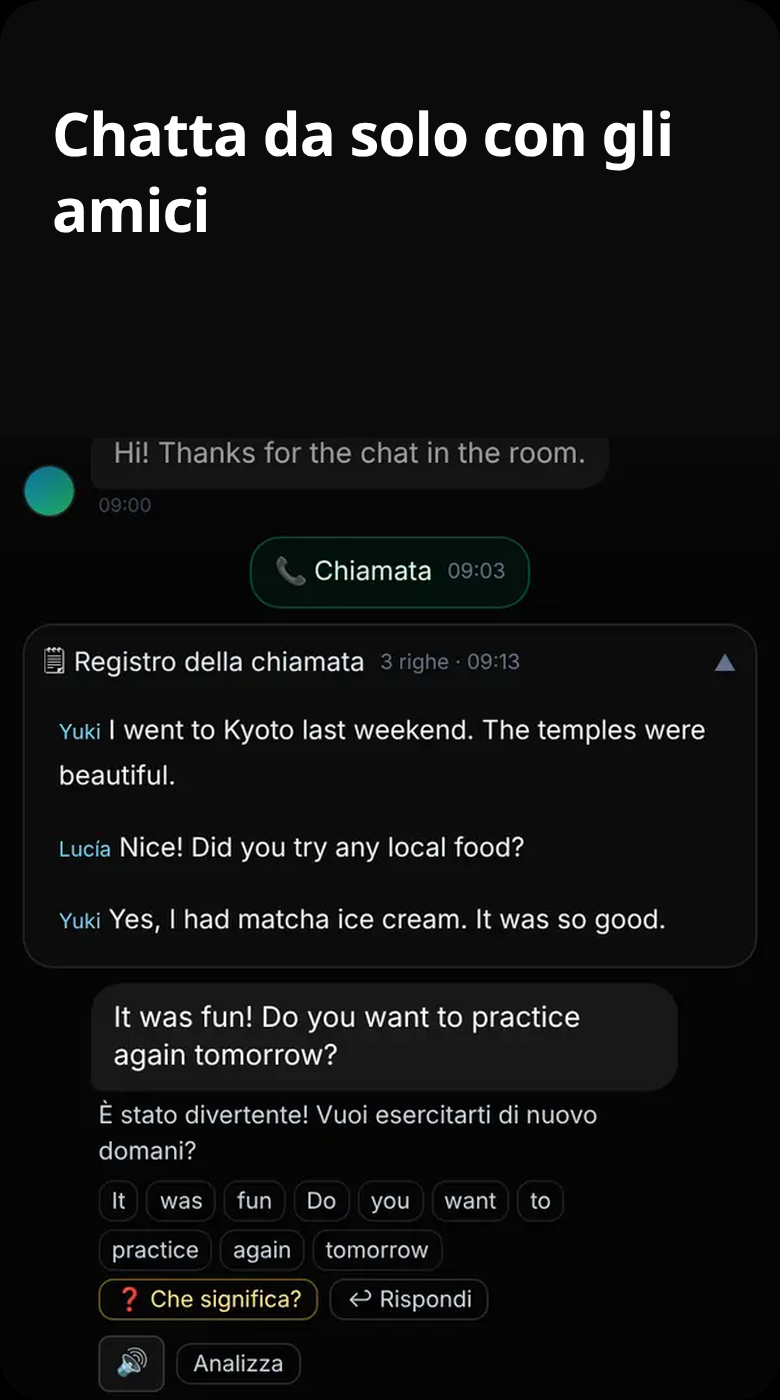 Chatta da solo con gli
amici
Hi! Thanks for the chat in the room.
09:00
📞 Chiamata 09:03
🗒️ Registro della chiamata 3 righe · 09:13 ▲
Yuki I went to Kyoto last weekend. The temples were
beautiful.
Lucía Nice! Did you try any local food?
Yuki Yes, I had matcha ice cream. It was so good.
It was fun! Do you want to practice
again tomorrow?
È stato divertente! Vuoi esercitarti di nuovo
domani?
It was fun Do you want to
practice again tomorrow
❓ Che significa? ↩ Rispondi
🔊 Analizza